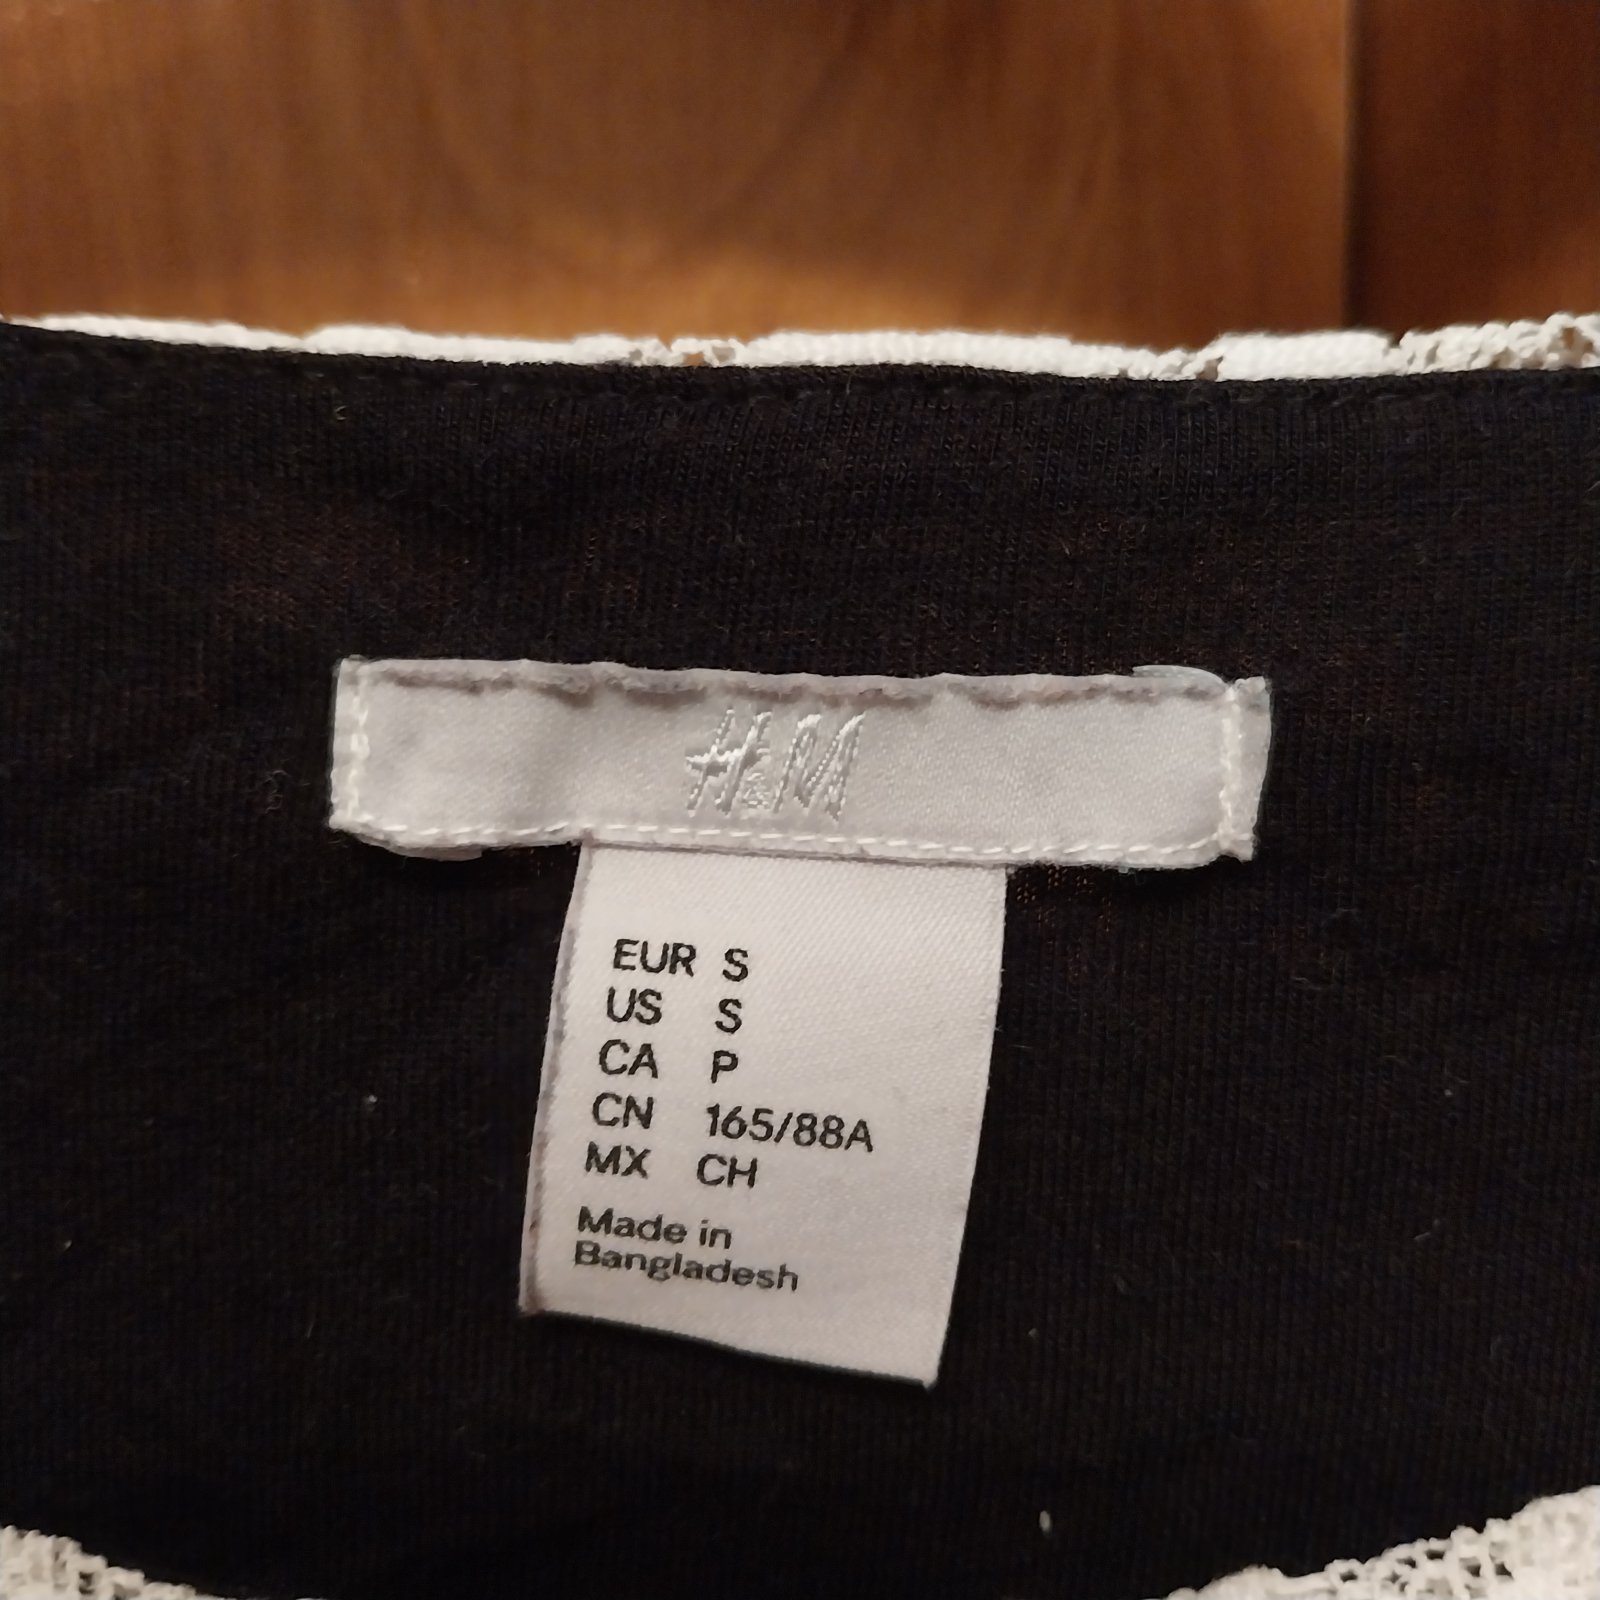 H&M
EUR S
US S
CA P
CN 165/88A
MX CH
Made in
Bangladesh